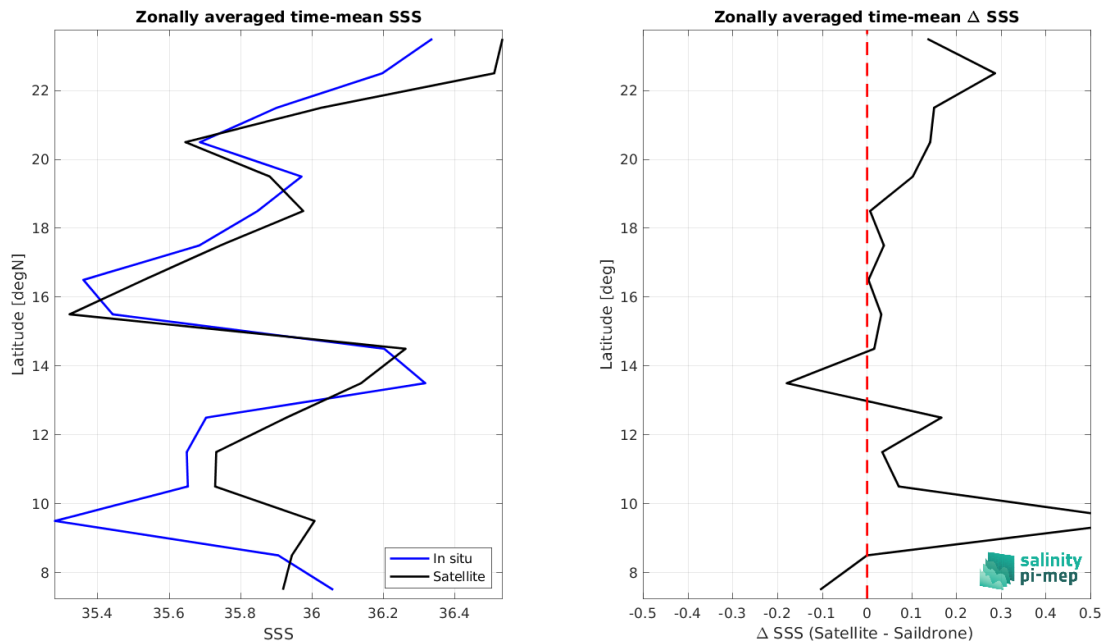 Zonally averaged time-mean SSS
Latitude [degN]
22
20
18
16
14
12
10
8
35.4 35.6 35.8 36 36.2 36.4
SSS
In situ
Satellite
Zonally averaged time-mean Δ SSS
Latitude [deg]
22
20
18
16
14
12
10
8
-0.5 -0.4 -0.3 -0.2 -0.1 0 0.1 0.2 0.3 0.4 0.5
Δ SSS (Satellite - Saildrone)
salinity
pi-mep